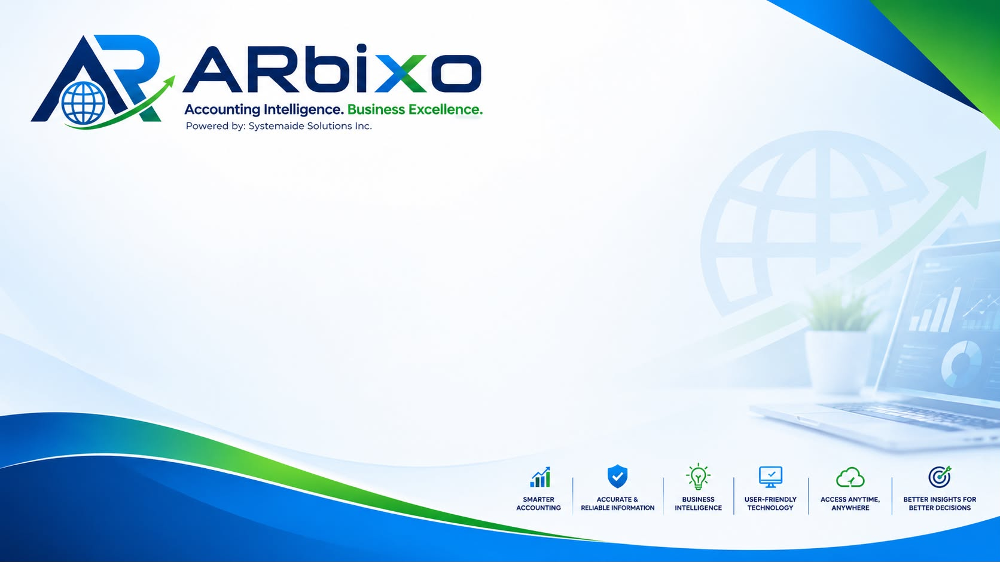 AR ARbixo
Accounting Intelligence. Business Excellence.
Powered by: Systemaide Solutions Inc.
SMARTER
ACCOUNTING
ACCURATE &
RELIABLE INFORMATION
BUSINESS
INTELLIGENCE
USER-FRIENDLY
TECHNOLOGY
ACCESS ANYTIME,
ANYWHERE
BETTER INSIGHTS FOR
BETTER DECISIONS